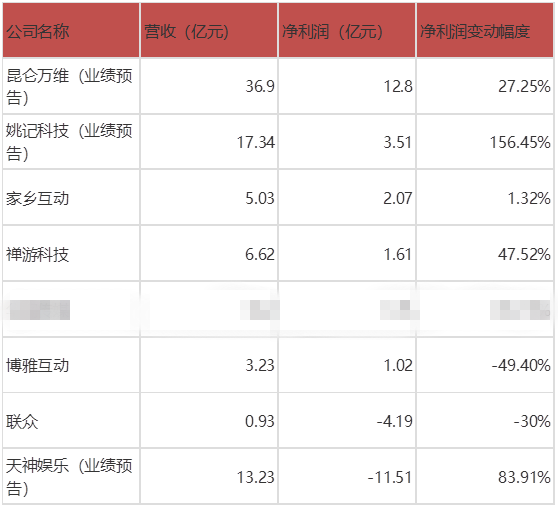 公司名称 营收（亿元） 净利润（亿元） 净利润变动幅度
昆仑万维（业绩预
告） 36.9 12.8 27.25%
姚记科技（业绩预
告） 17.34 3.51 156.45%
家乡互动 5.03 2.07 1.32%
禅游科技 6.62 1.61 47.52%
博雅互动 3.23 1.02 -49.40%
联众 0.93 -4.19 -30%
天神娱乐（业绩预
告） 13.23 -11.51 83.91%